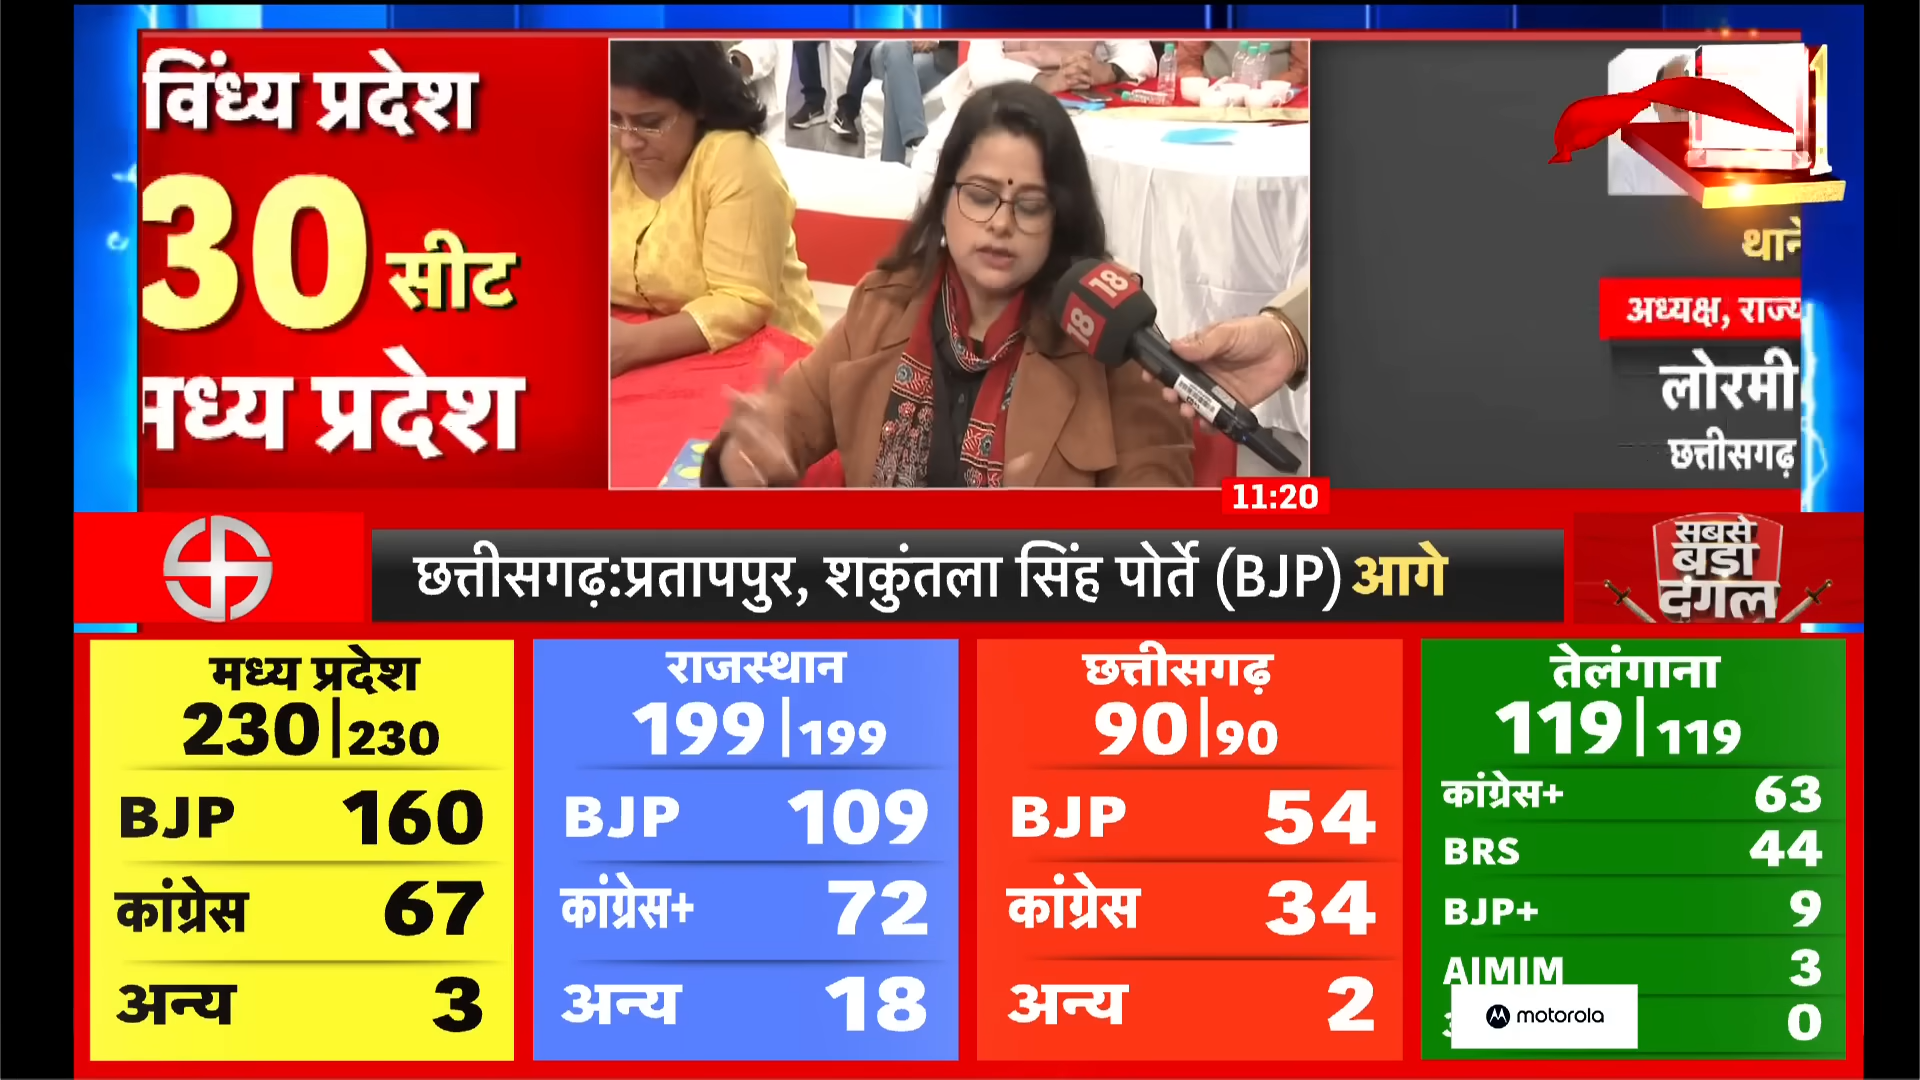 विंध्य प्रदेश
30 सीट
मध्य प्रदेश
18
18
1
अध्यक्ष, राज्य
लोरमी
छत्तीसगढ़
11:20
छत्तीसगढ़:प्रतापपुर, शकुंतला सिंह पोर्ते (BJP) आगे
सबसे
बड़ा
दंगल
मध्य प्रदेश
230|230
BJP 160
कांग्रेस 67
अन्य 3
राजस्थान
199|199
BJP 109
कांग्रेस+ 72
अन्य 18
छत्तीसगढ़
90|90
BJP 54
कांग्रेस 34
अन्य 2
तेलंगाना
119|119
कांग्रेस+ 63
BRS 44
BJP+ 9
AIMIM 3
0
motorola